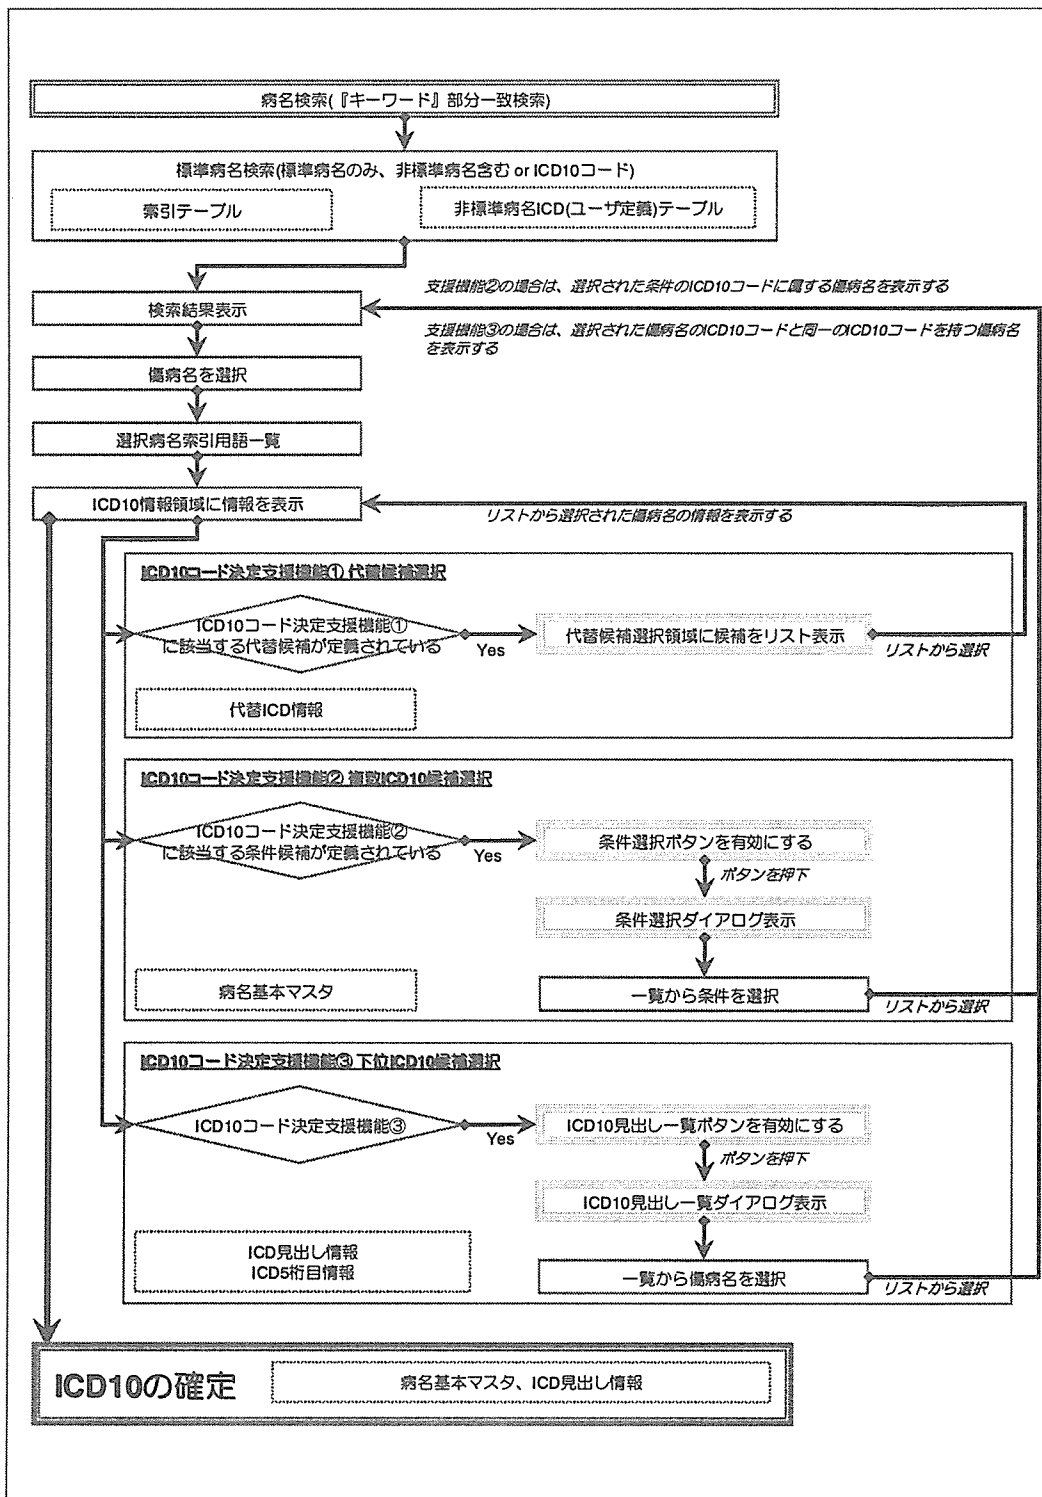 病名検索(『キーワード』部分一致検索)
標準病名検索(標準病名のみ、非標準病名含む or ICD10コード)
索引テーブル
非標準病名ICD(ユーザ定義)テーブル
支援機能②の場合は、選択された条件のICD10コードに属する傷病名を表示する
検索結果表示
支援機能③の場合は、選択された傷病名のICD10コードと同一のICD10コードを持つ傷病名
を表示する
傷病名を選択
選択病名索引用語一覧
ICD10情報領域に情報を表示
リストから選択された傷病名の情報を表示する
ICD10コード決定支援機能① 代替候補選択
ICD10コード決定支援機能①
に該当する代替候補が定義されている
Yes
代替候補選択領域に候補をリスト表示
リストから選択
代替ICD情報
ICD10コード決定支援機能② 複数ICD10候補選択
ICD10コード決定支援機能②
に該当する条件候補が定義されている
Yes
条件選択ボタンを有効にする
ボタンを押下
条件選択ダイアログ表示
病名基本マスタ
一覧から条件を選択
リストから選択
ICD10コード決定支援機能③ 下位ICD10候補選択
ICD10コード決定支援機能③
Yes
ICD10見出し一覧ボタンを有効にする
ボタンを押下
ICD10見出し一覧ダイアログ表示
ICD見出し情報
ICD5桁目情報
一覧から傷病名を選択
リストから選択
ICD10の確定
病名基本マスタ、ICD見出し情報